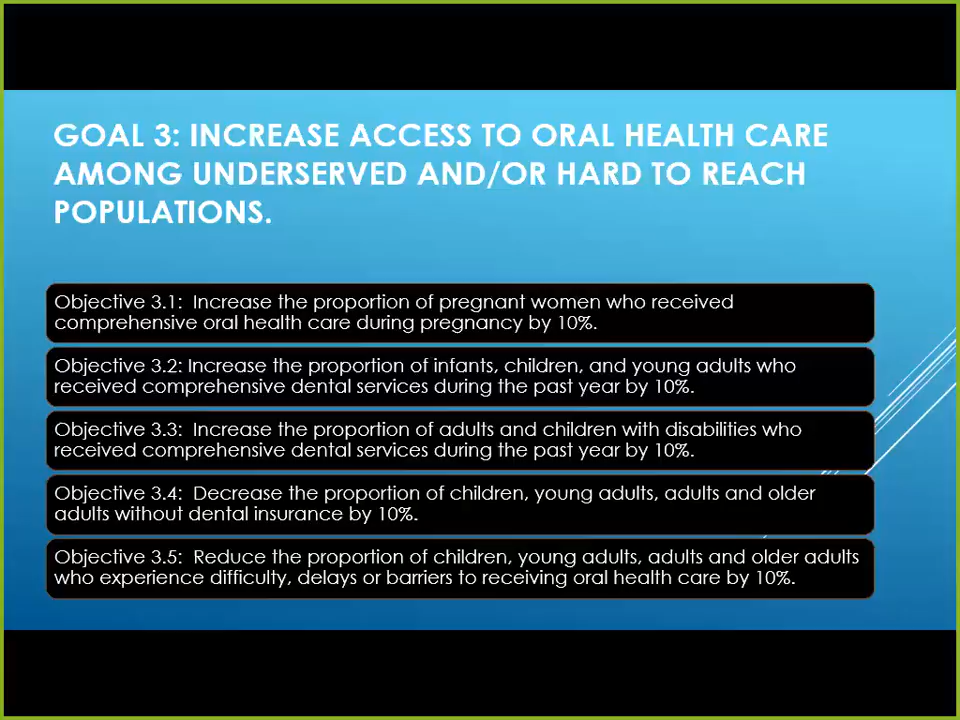 GOAL 3: INCREASE ACCESS TO ORAL HEALTH CARE
AMONG UNDERSERVED AND/OR HARD TO REACH
POPULATIONS.
Objective 3.1:  Increase the proportion of pregnant women who received
comprehensive oral health care during pregnancy by 10%.
Objective 3.2: Increase the proportion of infants, children, and young adults who
received comprehensive dental services during the past year by 10%.
Objective 3.3:  Increase the proportion of adults and children with disabilities who
received comprehensive dental services during the past year by 10%.
Objective 3.4:  Decrease the proportion of children, young adults, adults and older
adults without dental insurance by 10%.
Objective 3.5:  Reduce the proportion of children, young adults, adults and older adults
who experience difficulty, delays or barriers to receiving oral health care by 10%.